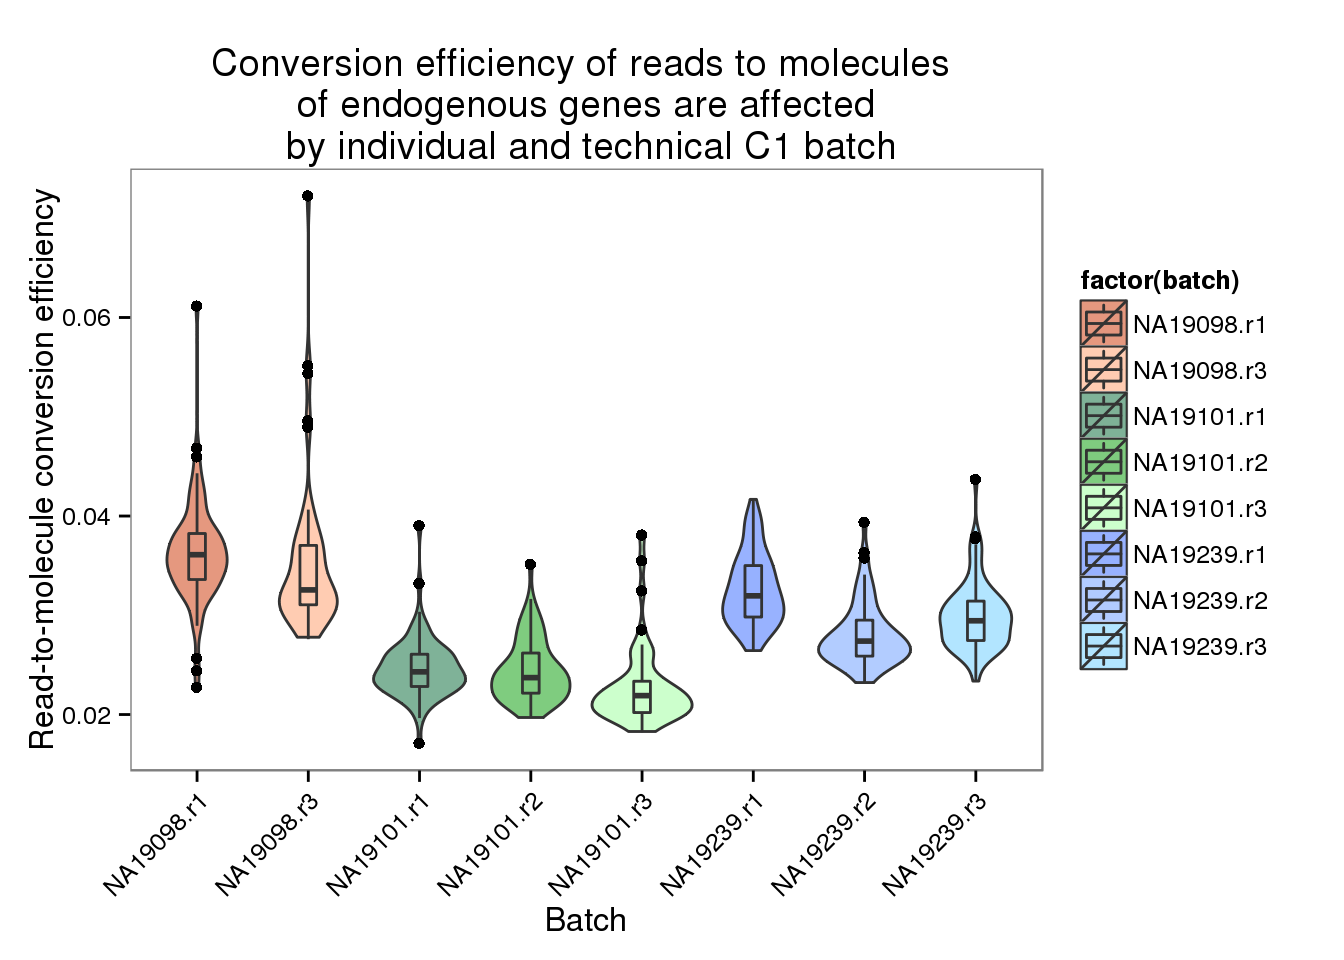 Conversion efficiency of reads to molecules
of endogenous genes are affected
by individual and technical C1 batch
Read-to-molecule conversion efficiency
0.06
0.04
0.02
NA19098.r1
NA19098.r3
NA19101.r1
NA19101.r2
NA19101.r3
NA19239.r1
NA19239.r2
NA19239.r3
Batch
factor(batch)
NA19098.r1
NA19098.r3
NA19101.r1
NA19101.r2
NA19101.r3
NA19239.r1
NA19239.r2
NA19239.r3